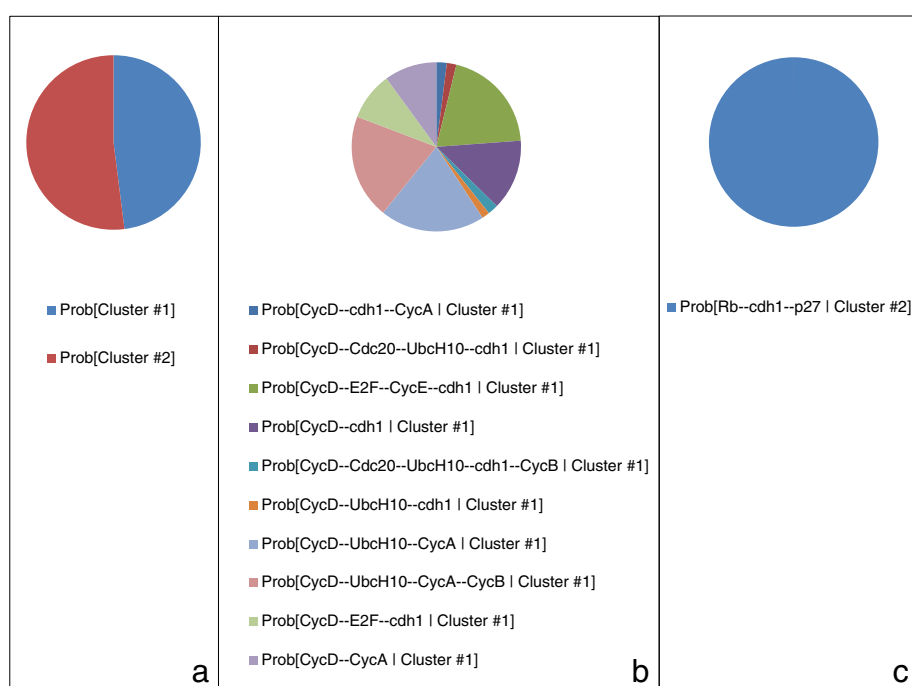 Prob[Cluster #1]
Prob[Cluster #2]
a
Prob[CycD--cdh1--CycA | Cluster #1]
Prob[CycD--Cdc20--UbcH10--cdh1 | Cluster #1]
Prob[CycD--E2F--CycE--cdh1 | Cluster #1]
Prob[CycD--cdh1 | Cluster #1]
Prob[CycD--Cdc20--UbcH10--cdh1--CycB | Cluster #1]
Prob[CycD--UbcH10--cdh1 | Cluster #1]
Prob[CycD--UbcH10--CycA | Cluster #1]
Prob[CycD--UbcH10--CycA--CycB | Cluster #1]
Prob[CycD--E2F--cdh1 | Cluster #1]
Prob[CycD--CycA | Cluster #1]
b
Prob[Rb--cdh1--p27 | Cluster #2]
c